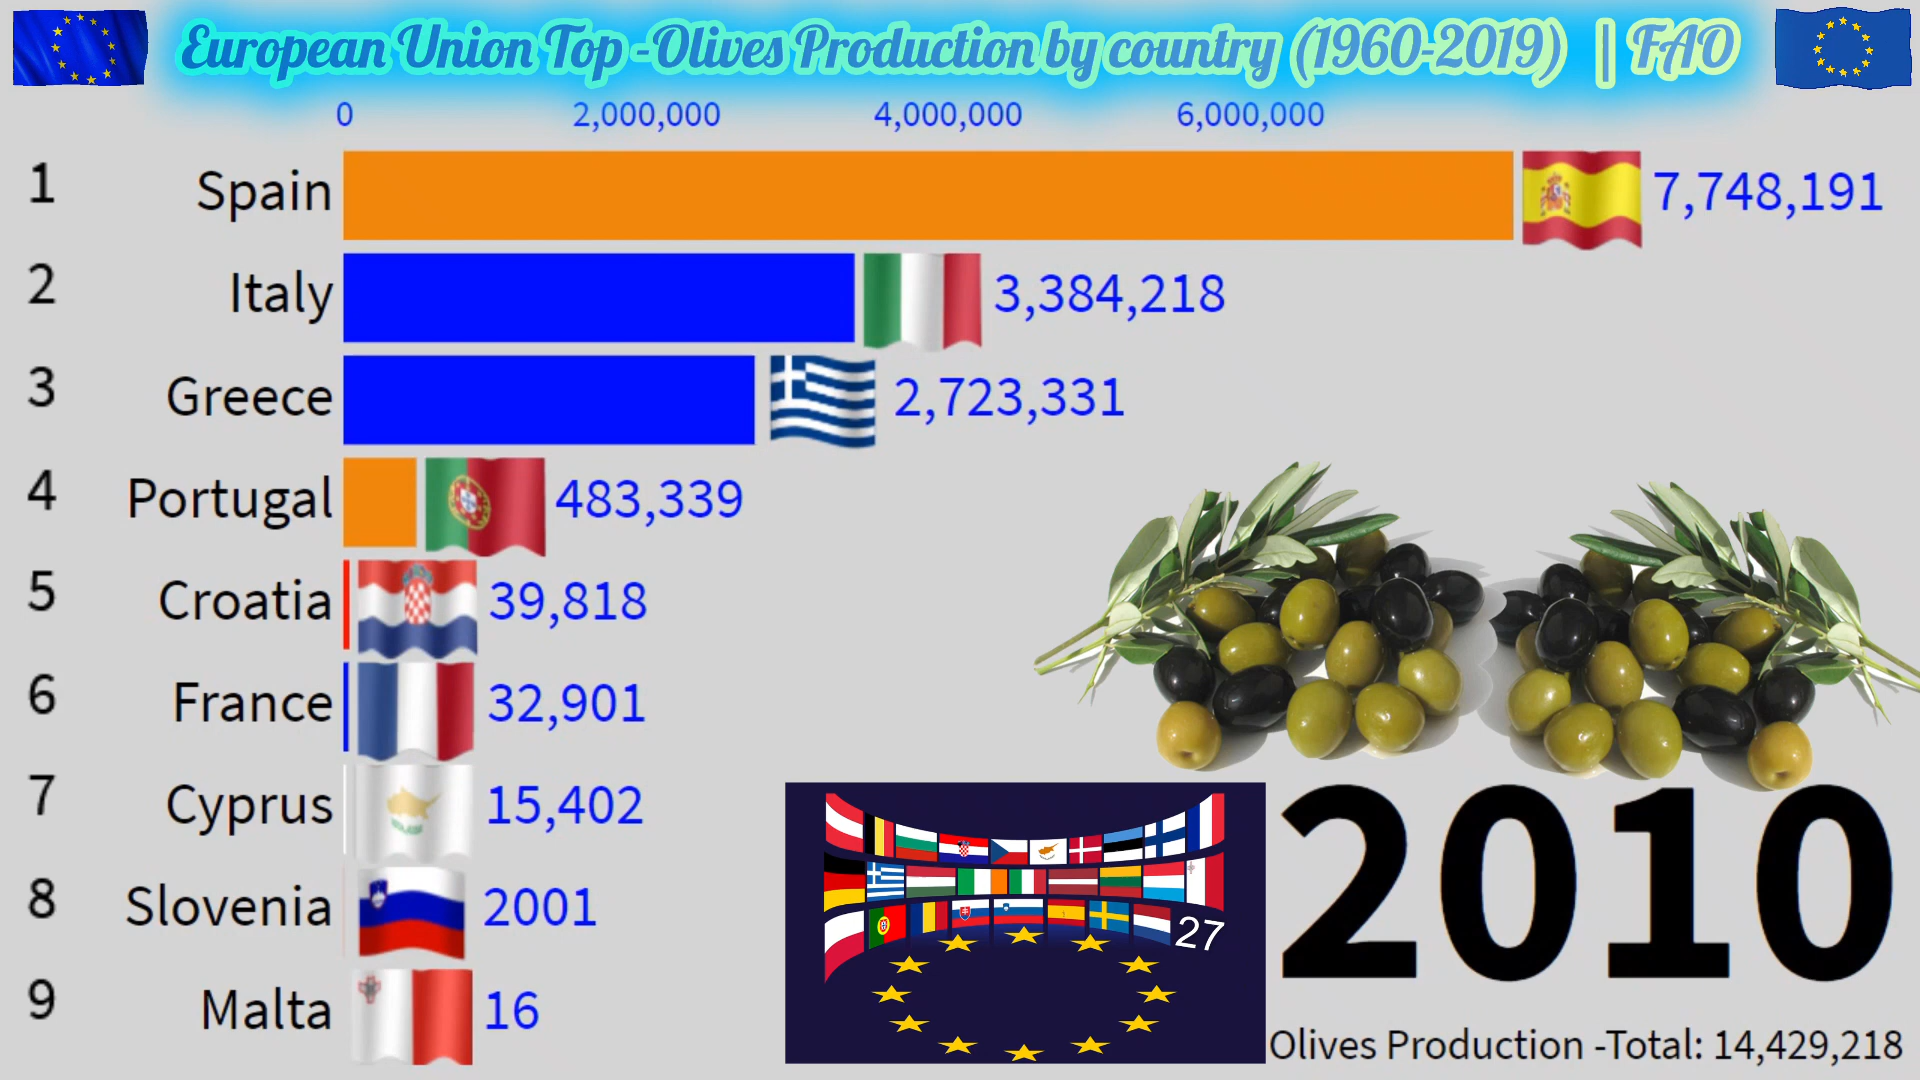 European Union Top -Olives Production by country (1960-2019) | FAO
0 2,000,000 4,000,000 6,000,000
1 Spain 7,748,191
2 Italy 3,384,218
3 Greece 2,723,331
4 Portugal 483,339
5 Croatia 39,818
6 France 32,901
7 Cyprus 15,402
8 Slovenia 2001
9 Malta 16
27
2010
Olives Production -Total: 14,429,218